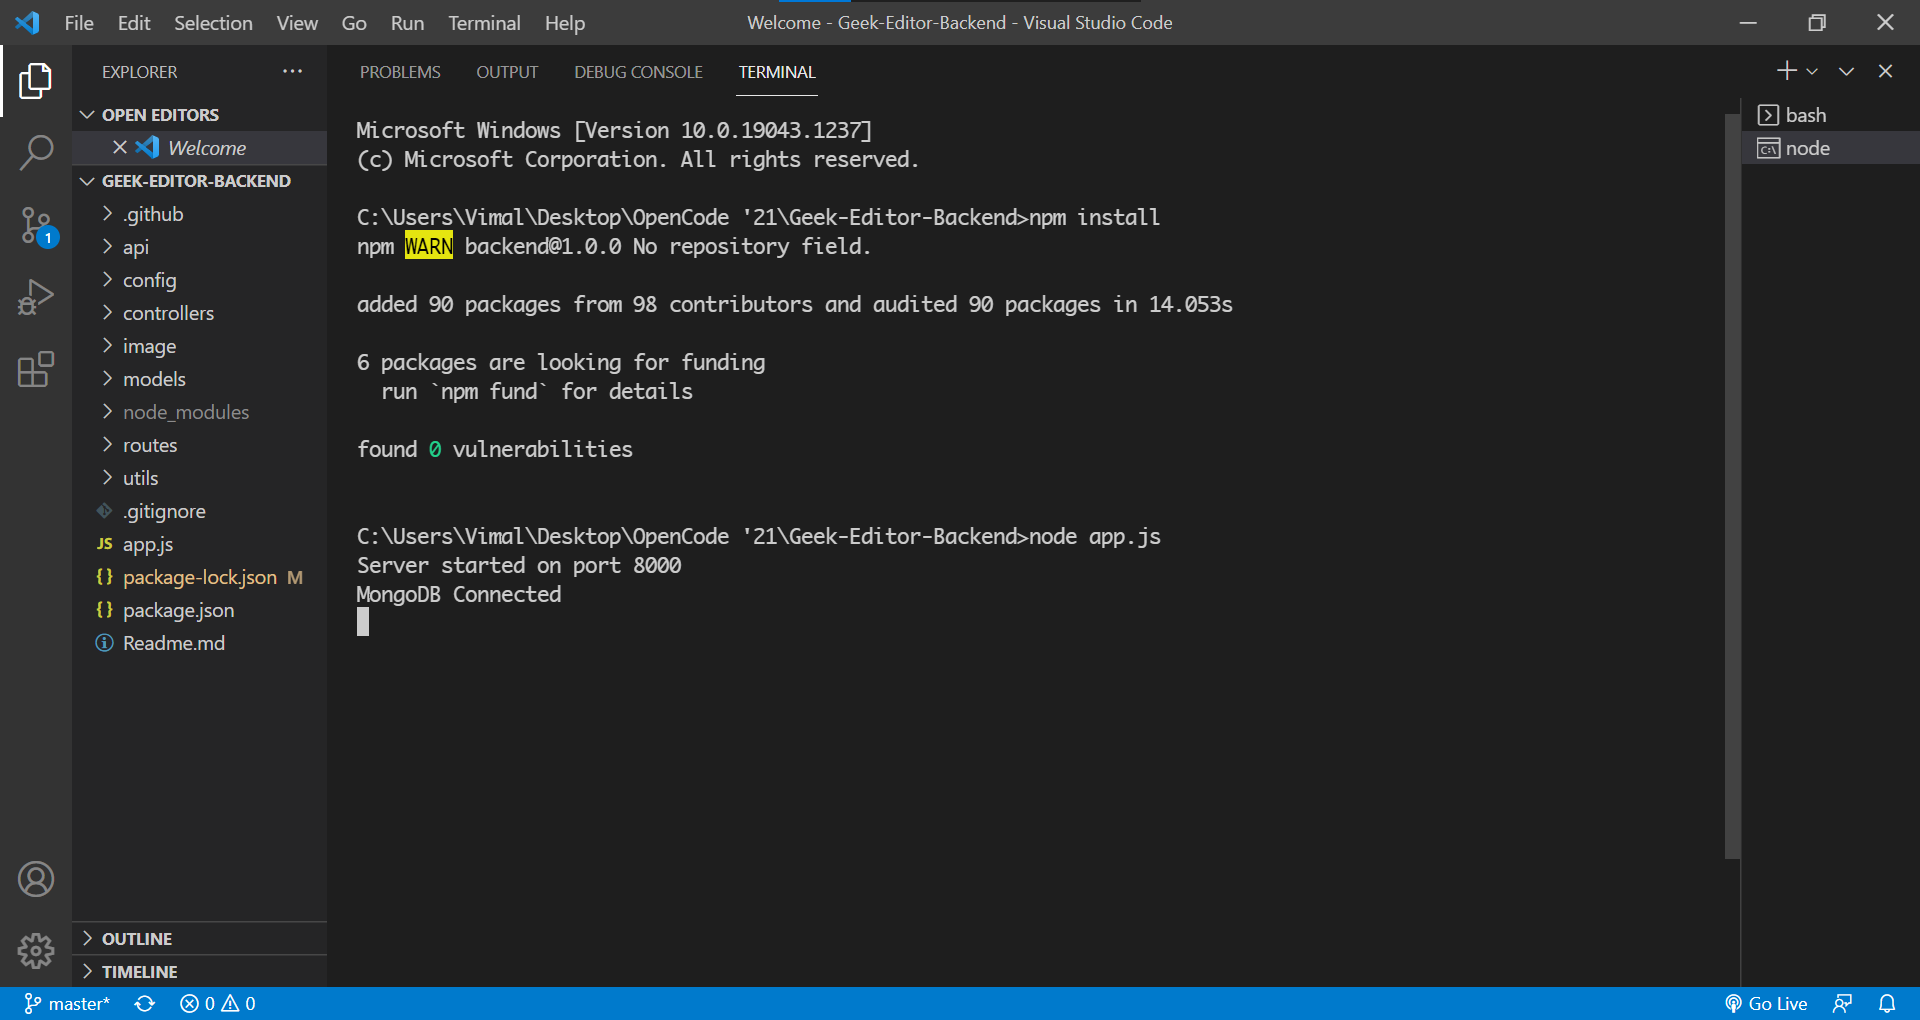 File Edit Selection View Go Run Terminal Help
Welcome - Geek-Editor-Backend - Visual Studio Code
EXPLORER
OPEN EDITORS
Welcome
GEEK-EDITOR-BACKEND
.github
api
config
controllers
image
models
node_modules
routes
utils
.gitignore
JS app.js
{} package-lock.json M
{} package.json
Readme.md
OUTLINE
TIMELINE
1
PROBLEMS OUTPUT DEBUG CONSOLE TERMINAL
Microsoft Windows [Version 10.0.19043.1237]
(c) Microsoft Corporation. All rights reserved.
C:\Users\Vimal\Desktop\OpenCode '21\Geek-Editor-Backend>npm install
npm WARN backend@1.0.0 No repository field.
added 90 packages from 98 contributors and audited 90 packages in 14.053s
6 packages are looking for funding
run `npm fund` for details
found 0 vulnerabilities
C:\Users\Vimal\Desktop\OpenCode '21\Geek-Editor-Backend>node app.js
Server started on port 8000
MongoDB Connected
bash
node
master* 0 0
Go Live